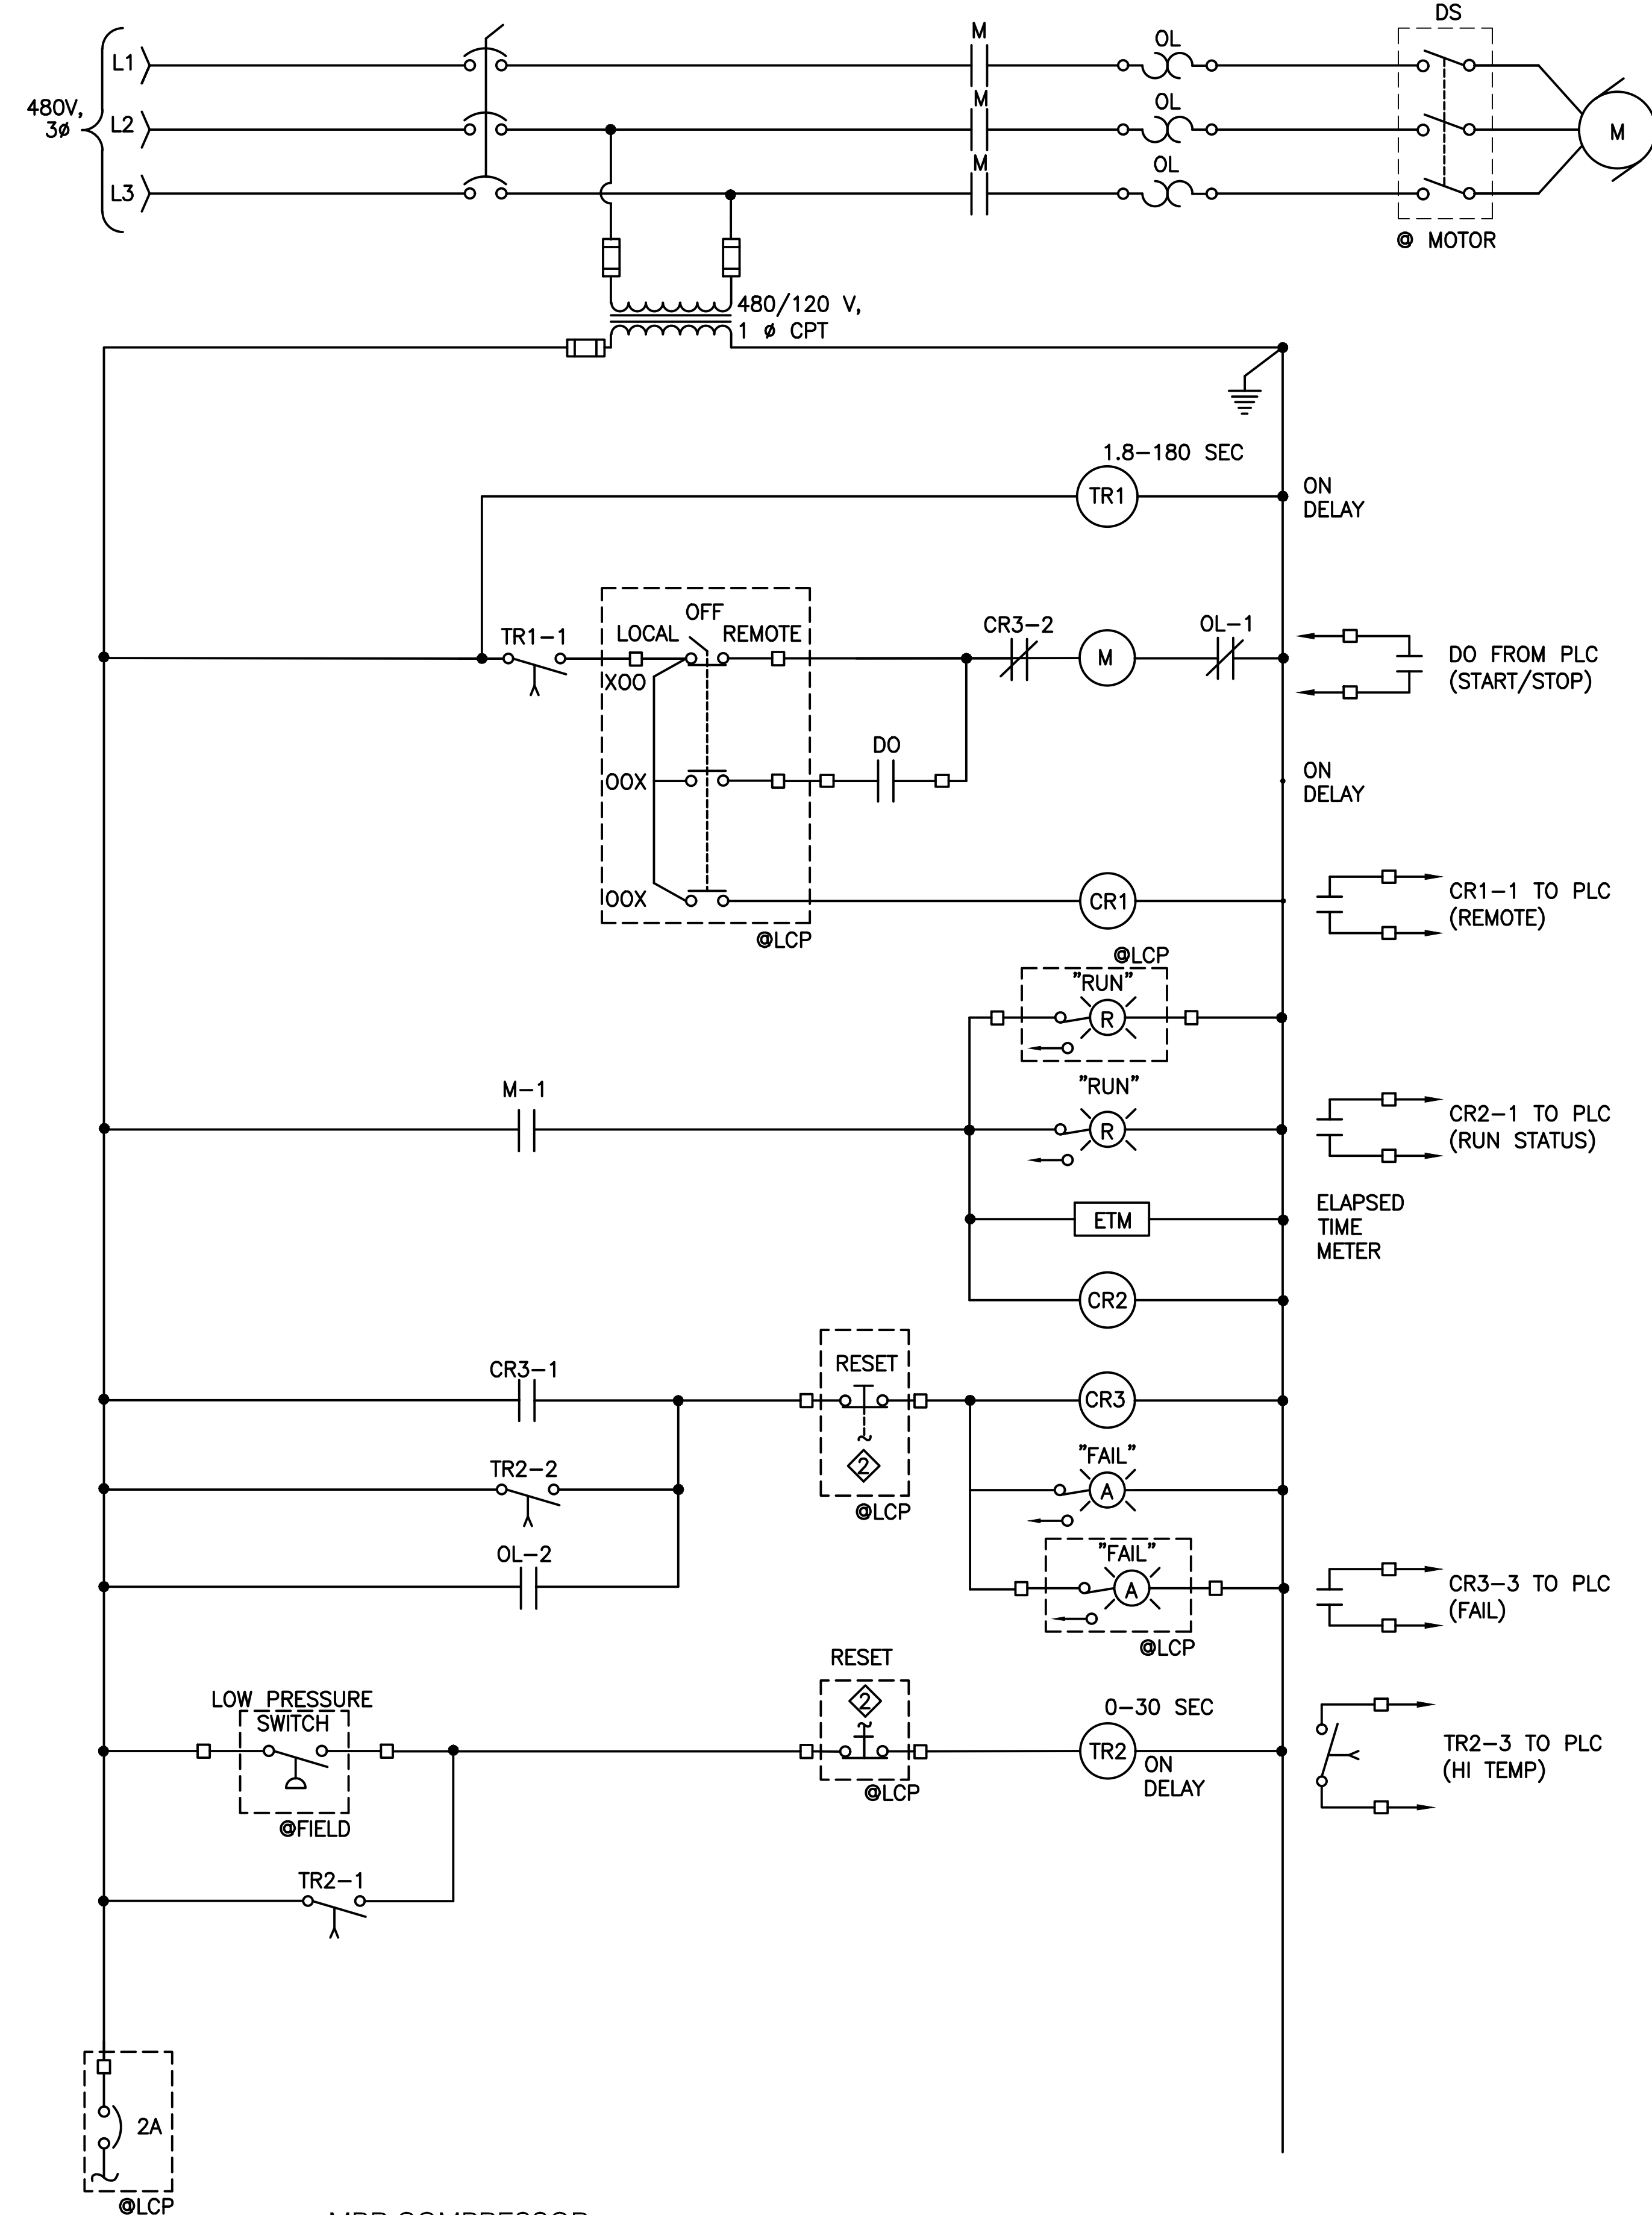 DS
M
OL
L1
480V,
3ø
L2
M
OL
M
L3
M
OL
@ MOTOR
480/120 V,
1 ø CPT
1.8-180 SEC
TR1
ON
DELAY
OFF
LOCAL REMOTE
TR1-1
XOO
CR3-2
M
OL-1
DO FROM PLC
(START/STOP)
DO
OOX
ON
DELAY
OOX
CR1
CR1-1 TO PLC
(REMOTE)
@LCP
@LCP
"RUN"
R
M-1
"RUN"
R
CR2-1 TO PLC
(RUN STATUS)
ETM
ELAPSED
TIME
METER
CR2
CR3-1
RESET
CR3
2
@LCP
TR2-2
"FAIL"
A
OL-2
"FAIL"
A
@LCP
CR3-3 TO PLC
(FAIL)
RESET
LOW PRESSURE
SWITCH
2
0-30 SEC
TR2
ON
DELAY
@LCP
TR2-3 TO PLC
(HI TEMP)
@FIELD
TR2-1
2A
@LCP